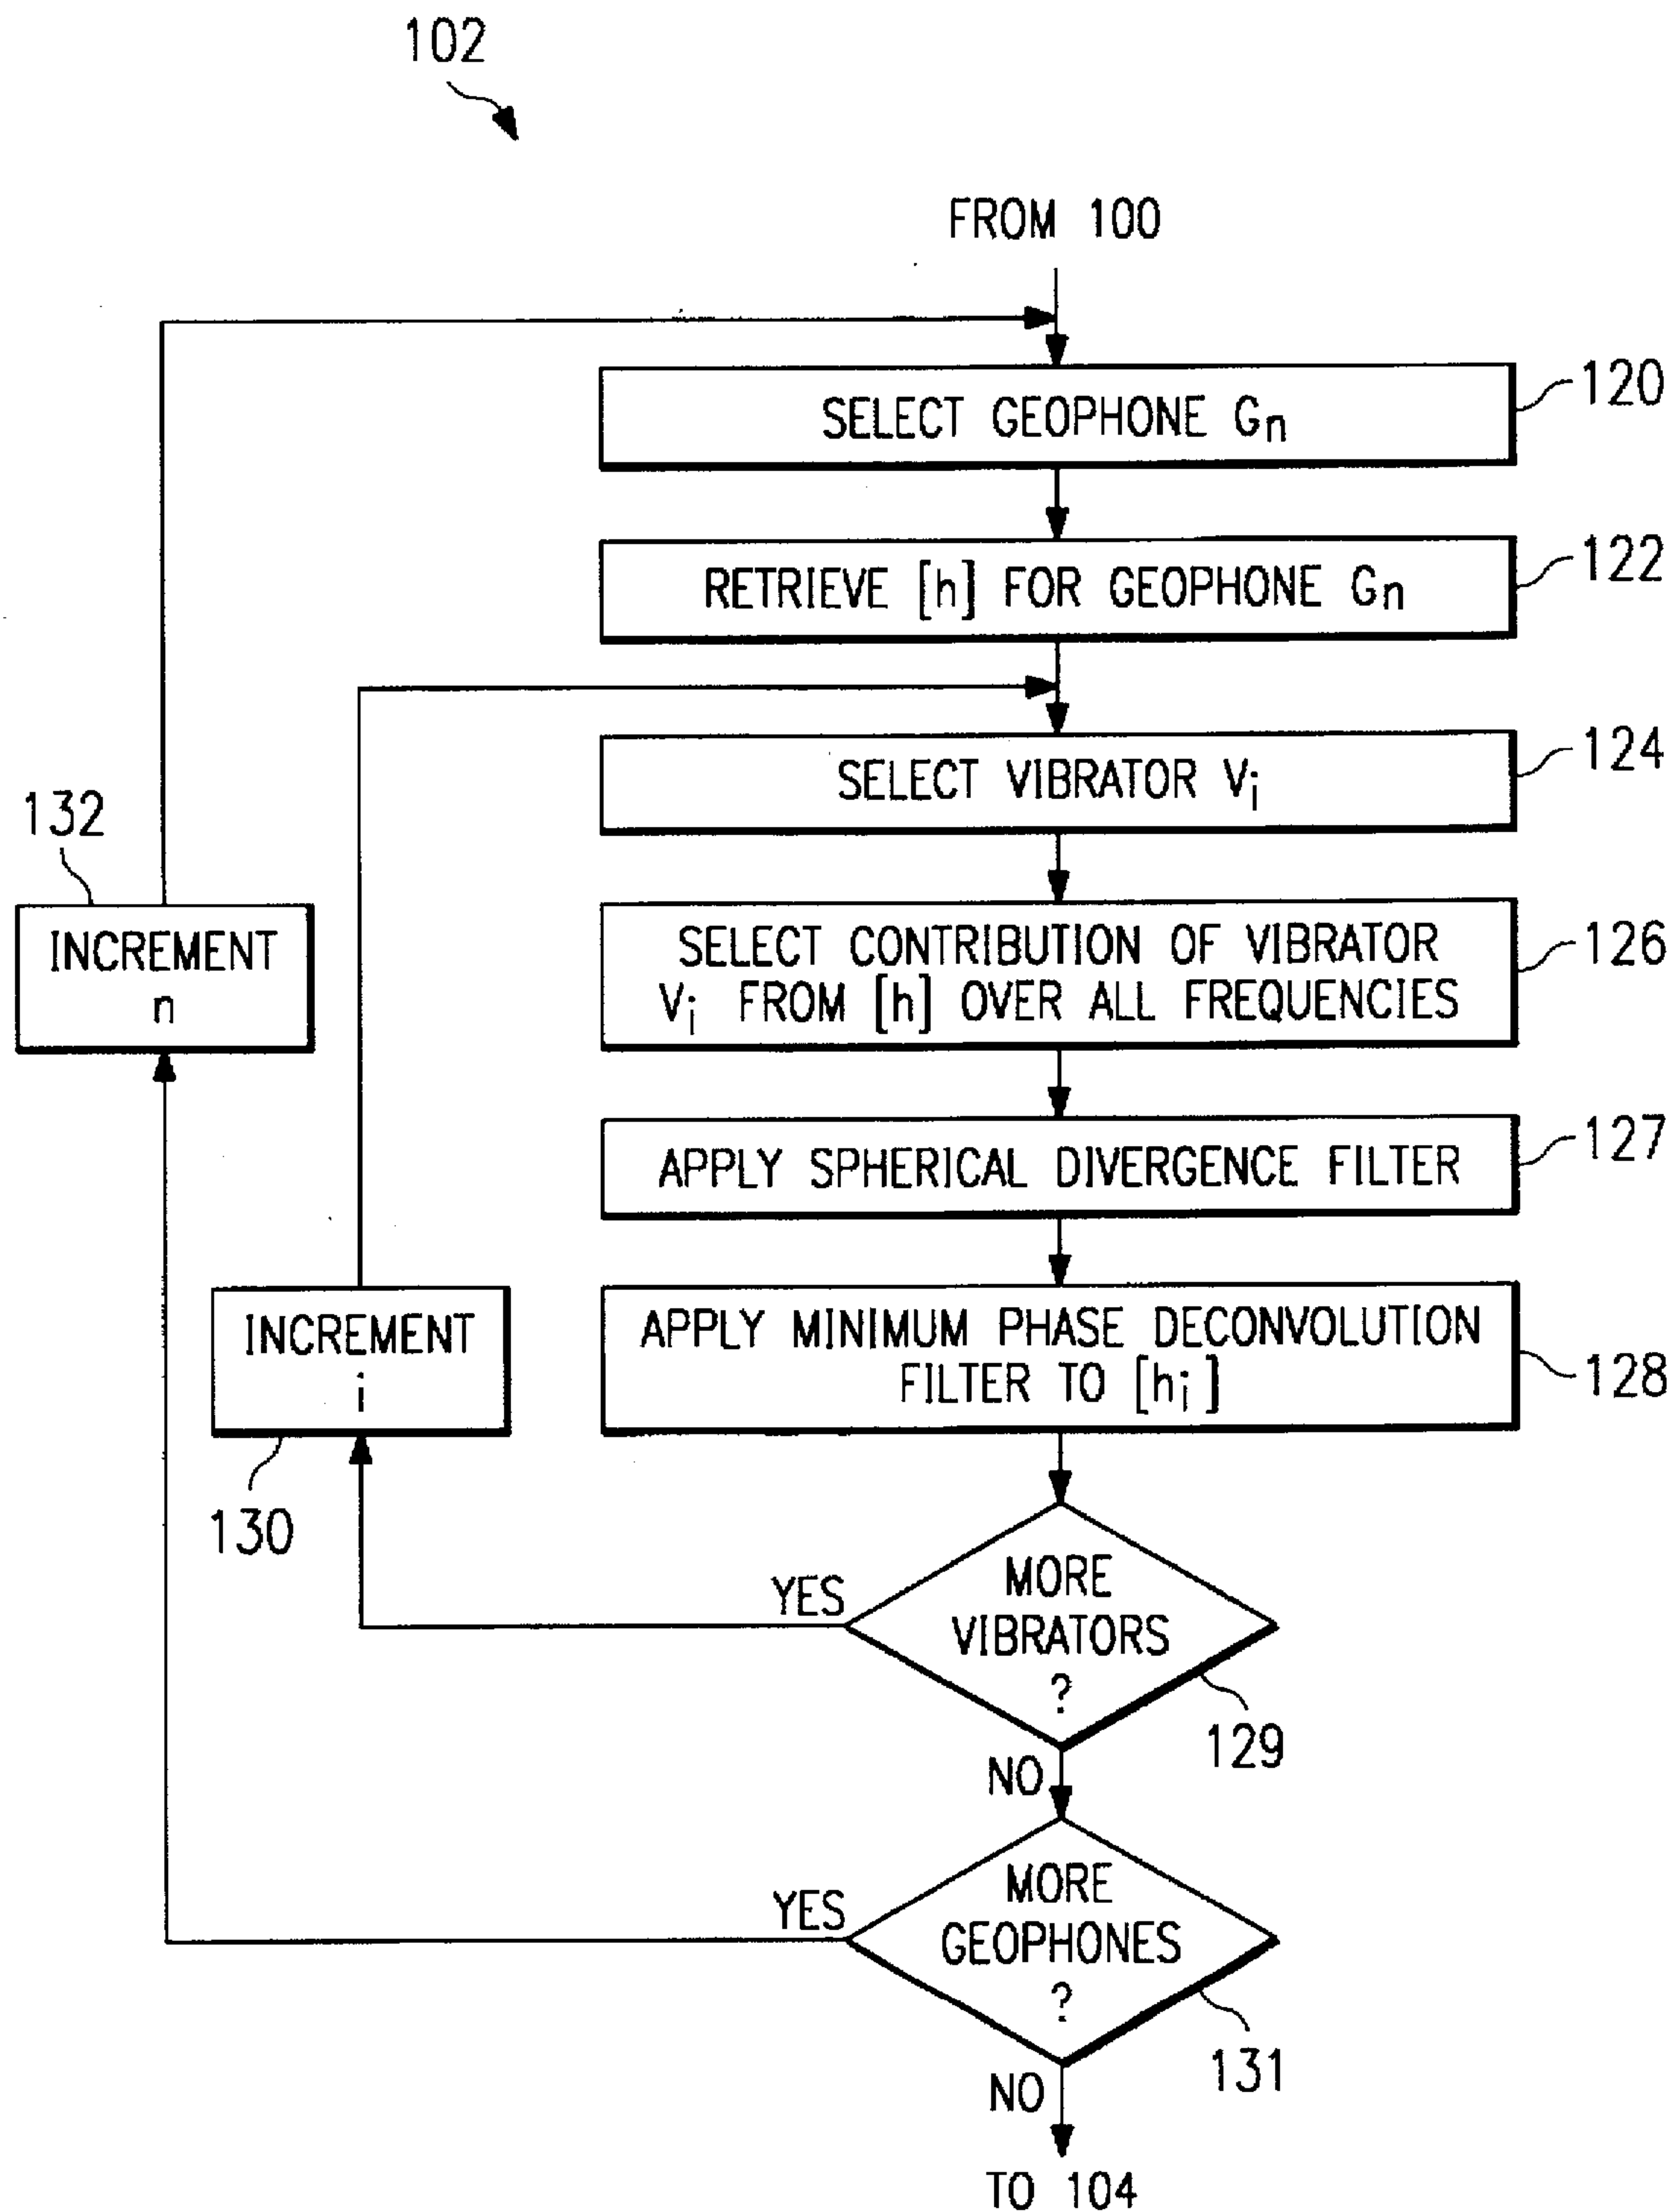 102
FROM 100
SELECT GEOPHONE Gn
120
RETRIEVE [h] FOR GEOPHONE Gn
122
SELECT VIBRATOR Vi
124
132
INCREMENT
n
SELECT CONTRIBUTION OF VIBRATOR
Vi FROM [h] OVER ALL FREQUENCIES
126
APPLY SPHERICAL DIVERGENCE FILTER
127
INCREMENT
i
130
APPLY MINIMUM PHASE DECONVOLUTION
FILTER TO [hi]
128
YES
MORE
VIBRATORS
?
129
NO
YES
MORE
GEOPHONES
?
131
NO
TO 104